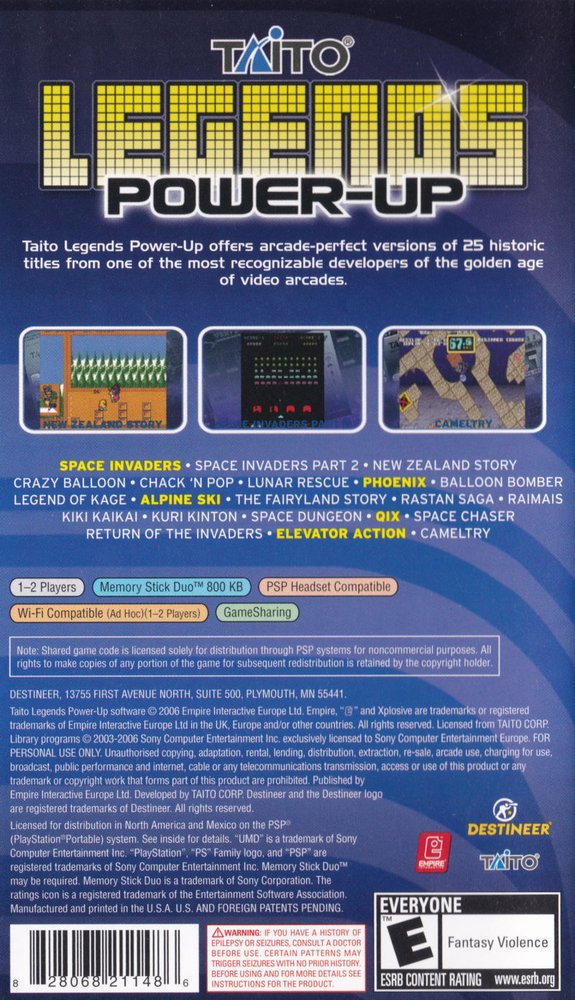 TAITO®
LEGENDS
POWER-UP
Taito Legends Power-Up offers arcade-perfect versions of 25 historic
titles from one of the most recognizable developers of the golden age
of video arcades.
67.9
NEW ZEALAND STORY
CAMELTRY
SPACE INVADERS • SPACE INVADERS PART 2 • NEW ZEALAND STORY
CRAZY BALLOON • CHACK 'N POP • LUNAR RESCUE • PHOENIX • BALLOON BOMBER
LEGEND OF KAGE • ALPINE SKI • THE FAIRYLAND STORY • RASTAN SAGA • RAIMAIS
KIKI KAIKAI • KURI KINTON • SPACE DUNGEON • QIX • SPACE CHASER
RETURN OF THE INVADERS • ELEVATOR ACTION • CAMELTRY
1–2 Players
Memory Stick Duo™ 800 KB
PSP Headset Compatible
Wi-Fi Compatible (Ad Hoc)(1–2 Players)
GameSharing
Note: Shared game code is licensed solely for distribution through PSP systems for noncommercial purposes. All
rights to make copies of any portion of the game for subsequent redistribution is retained by the copyright holder.
DESTINEER, 13755 FIRST AVENUE NORTH, SUITE 500, PLYMOUTH, MN 55441.
Taito Legends Power-Up software © 2006 Empire Interactive Europe Ltd. Empire, "" and Xplosive are trademarks or registered
trademarks of Empire Interactive Europe Ltd in the UK, Europe and/or other countries. All rights reserved. Licensed from TAITO CORP.
Library programs © 2003-2006 Sony Computer Entertainment Inc. exclusively licensed to Sony Computer Entertainment Europe. FOR
PERSONAL USE ONLY. Unauthorised copying, adaptation, rental, lending, distribution, extraction, re-sale, arcade use, charging for use,
broadcast, public performance and internet, cable or any telecommunications transmission, access or use of this product or any
trademark or copyright work that forms part of this product are prohibited. Published by
Empire Interactive Europe Ltd. Developed by TAITO CORP. Destineer and the Destineer logo
are registered trademarks of Destineer. All rights reserved.
Licensed for distribution in North America and Mexico on the PSP®
(PlayStation®Portable) system. See inside for details. "UMD" is a trademark of Sony
Computer Entertainment Inc. "PlayStation", "PS" Family logo, and "PSP" are
registered trademarks of Sony Computer Entertainment Inc. Memory Stick Duo™
may be required. Memory Stick Duo is a trademark of Sony Corporation. The
ratings icon is a registered trademark of the Entertainment Software Association.
Manufactured and printed in the U.S.A. U.S. AND FOREIGN PATENTS PENDING.
DESTINEER
EMPIRE
TAITO
8 28068 21148 6
WARNING: IF YOU HAVE A HISTORY OF
EPILEPSY OR SEIZURES, CONSULT A DOCTOR
BEFORE USE. CERTAIN PATTERNS MAY
TRIGGER SEIZURES WITH NO PRIOR HISTORY.
BEFORE USING AND FOR MORE DETAILS SEE
INSTRUCTIONS FOR THE PRODUCT.
EVERYONE
™
E
Fantasy Violence
ESRB CONTENT RATING www.esrb.org